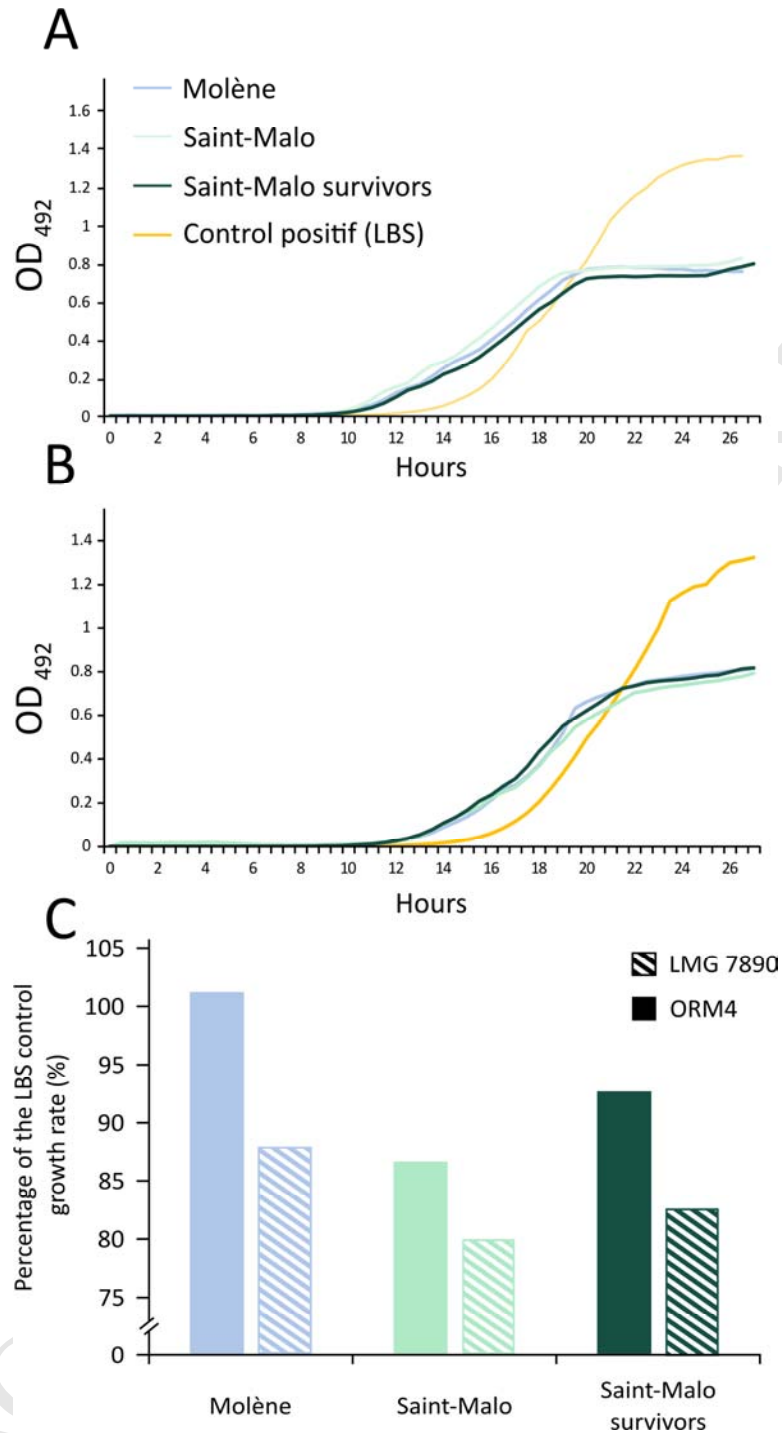 A
Molène
Saint-Malo
Saint-Malo survivors
Control positif (LBS)
OD492
1.6
1.4
1.2
1
0.8
0.6
0.4
0.2
0
0 2 4 6 8 10 12 14 16 18 20 22 24 26
Hours
B
OD492
1.4
1.2
1
0.8
0.6
0.4
0.2
0
0 2 4 6 8 10 12 14 16 18 20 22 24 26
Hours
C
Percentage of the LBS control
growth rate (%)
105
100
95
90
85
80
75
0
LMG 7890
ORM4
Molène
Saint-Malo
Saint-Malo
survivors